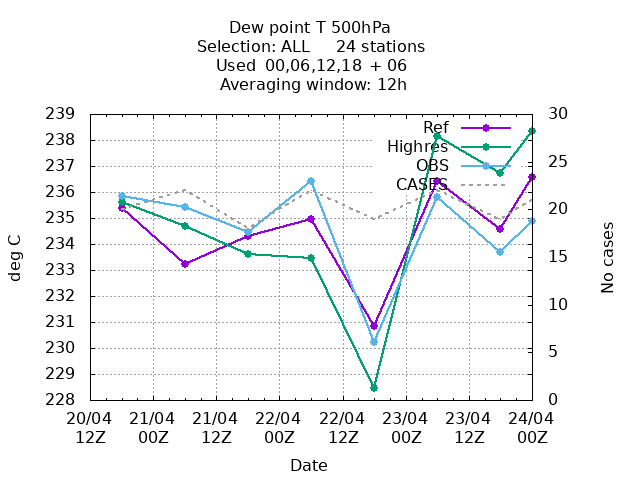 Dew point T 500hPa
Selection: ALL     24 stations
Used  00,06,12,18 + 06
Averaging window: 12h
239
238
237
236
235
234
233
232
231
230
229
228
30
25
20
15
10
5
0
Ref
Highres
OBS
CASES
deg C
No cases
20/04 21/04 21/04 22/04 22/04 23/04 23/04 24/04
12Z 00Z 12Z 00Z 12Z 00Z 12Z 00Z
Date